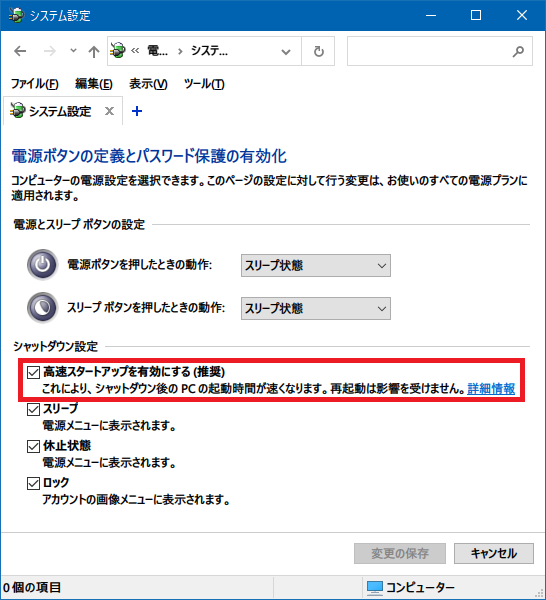 システム設定
電... システ...
ファイル(F) 編集(E) 表示(V) ツール(T)
システム設定
電源ボタンの定義とパスワード保護の有効化
コンピューターの電源設定を選択できます。このページの設定に対して行う変更は、お使いのすべての電源プランに
適用されます。
電源とスリープ ボタンの設定
電源ボタンを押したときの動作: スリープ状態
スリープ ボタンを押したときの動作: スリープ状態
シャットダウン設定
高速スタートアップを有効にする (推奨)
これにより、シャットダウン後の PC の起動時間が速くなります。再起動は影響を受けません。詳細情報
スリープ
電源メニューに表示されます。
休止状態
電源メニューに表示されます。
ロック
アカウントの画像メニューに表示されます。
変更の保存 キャンセル
0 個の項目 コンピューター